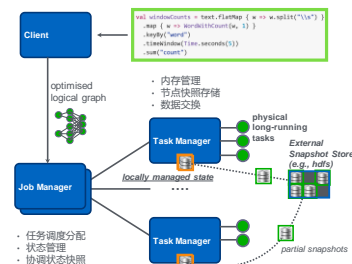 val windowCounts = text.flatMap { w => w.split("\\s") }
.map { w => WordWithCount(w, 1) }
.keyBy("word")
.timeWindow(Time.seconds(5))
.sum("count")
Client
optimised
logical graph
· 内存管理
· 节点快照存储
· 数据交换
Task Manager
physical
long-running
tasks
External
Snapshot Store
(e.g., hdfs)
Job Manager
locally managed state
....
· 任务调度分配
· 状态管理
· 协调状态快照
Task Manager
partial snapshots